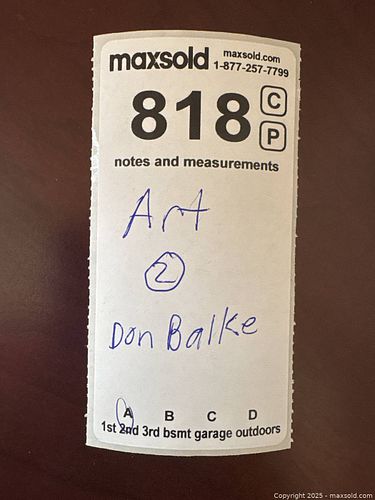 maxsold maxsold.com
1-877-257-7799
818 C
P
notes and measurements
Art
2
Don Balke
A B C D
1st 2nd 3rd bsmt garage outdoors
Copyright 2025 - maxsold.com